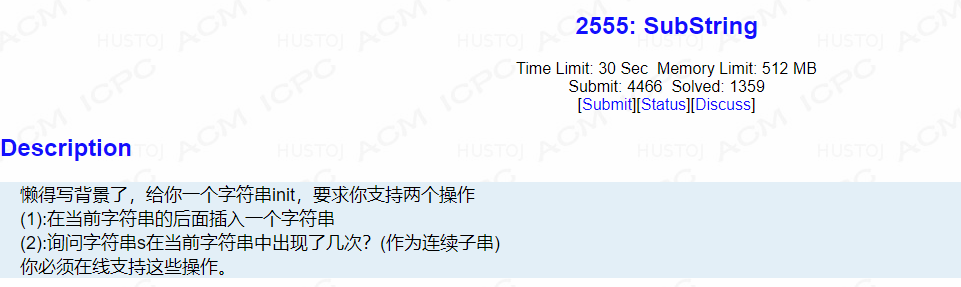 2555: SubString
Time Limit: 30 Sec  Memory Limit: 512 MB
Submit: 4466  Solved: 1359
[Submit][Status][Discuss]
Description
懒得写背景了，给你一个字符串init，要求你支持两个操作
(1):在当前字符串的后面插入一个字符串
(2):询问字符串s在当前字符串中出现了几次？(作为连续子串)
你必须在线支持这些操作。
HUSTOJ ACM ICPC